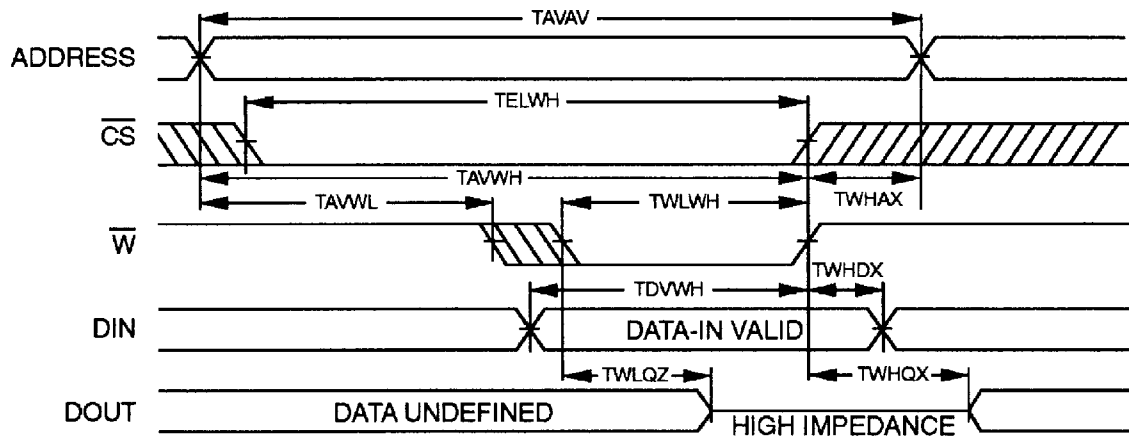 TAVAV
ADDRESS
TELWH
CS
TAVWH
TAVWL
TWLWH
TWHAX
W
TWHDX
TDVWH
DIN
DATA-IN VALID
TWLQZ
TWHQX
DOUT
DATA UNDEFINED
HIGH IMPEDANCE